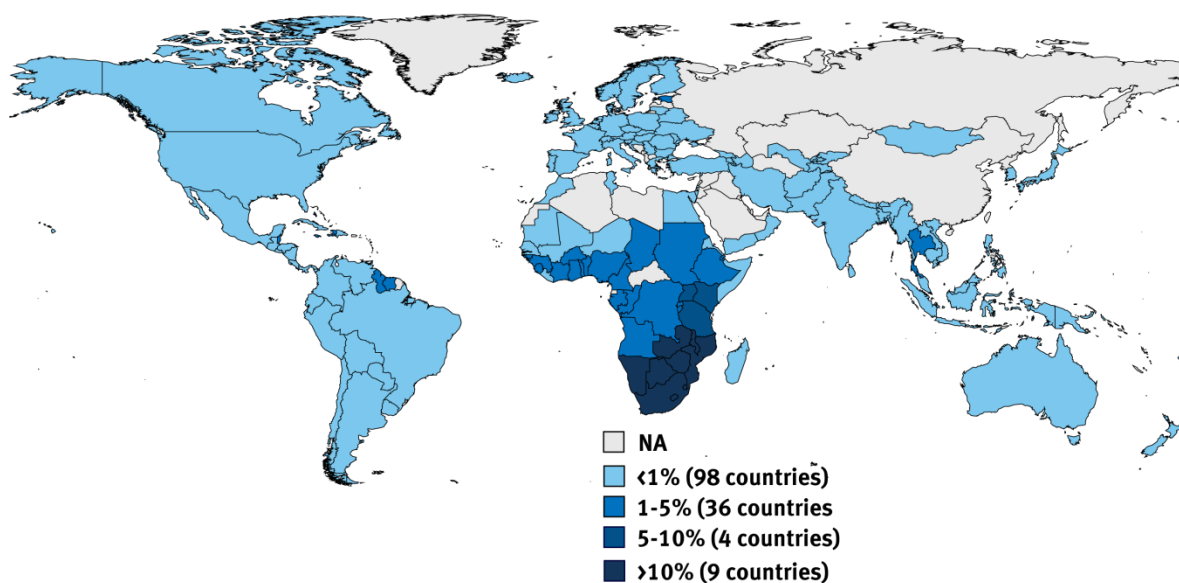 NA
<1% (98 countries)
1-5% (36 countries
5-10% (4 countries)
>10% (9 countries)